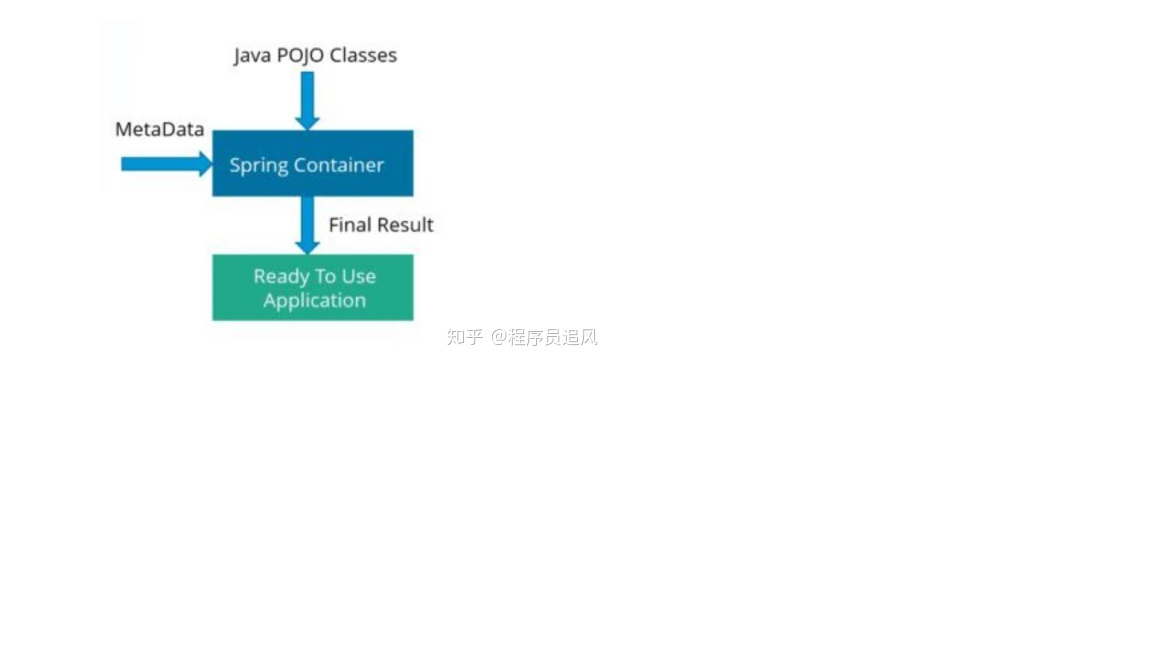 Java POJO Classes
MetaData
Spring Container
Final Result
Ready To Use
Application
知乎 @程序员追风